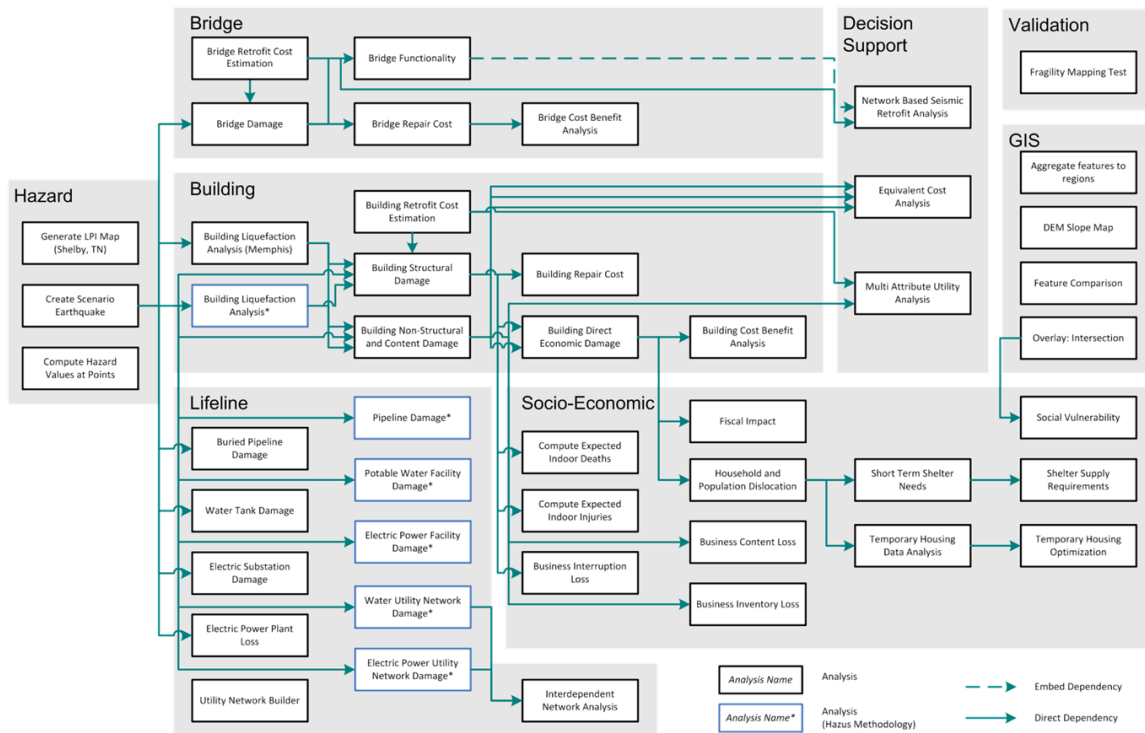 Bridge
Bridge Retrofit Cost
Estimation
Bridge Functionality
Bridge Damage
Bridge Repair Cost
Bridge Cost Benefit
Analysis
Decision
Support
Network Based Seismic
Retrofit Analysis
Equivalent Cost
Analysis
Multi Attribute Utility
Analysis
Validation
Fragility Mapping Test
GIS
Aggregate features to
regions
DEM Slope Map
Feature Comparison
Overlay: Intersection
Hazard
Generate LPI Map
(Shelby, TN)
Create Scenario
Earthquake
Compute Hazard
Values at Points
Building
Building Retrofit Cost
Estimation
Building Liquefaction
Analysis (Memphis)
Building Structural
Damage
Building Repair Cost
Building Liquefaction
Analysis*
Building Non-Structural
and Content Damage
Building Direct
Economic Damage
Building Cost Benefit
Analysis
Lifeline
Pipeline Damage*
Buried Pipeline
Damage
Potable Water Facility
Damage*
Water Tank Damage
Electric Power Facility
Damage*
Electric Substation
Damage
Water Utility Network
Damage*
Electric Power Plant
Loss
Electric Power Utility
Network Damage*
Utility Network Builder
Interdependent
Network Analysis
Socio-Economic
Fiscal Impact
Social Vulnerability
Compute Expected
Indoor Deaths
Household and
Population Dislocation
Short Term Shelter
Needs
Shelter Supply
Requirements
Compute Expected
Indoor Injuries
Business Content Loss
Temporary Housing
Data Analysis
Temporary Housing
Optimization
Business Interruption
Loss
Business Inventory Loss
Analysis Name
Analysis
Embed Dependency
Analysis Name*
Analysis
(Hazus Methodology)
Direct Dependency